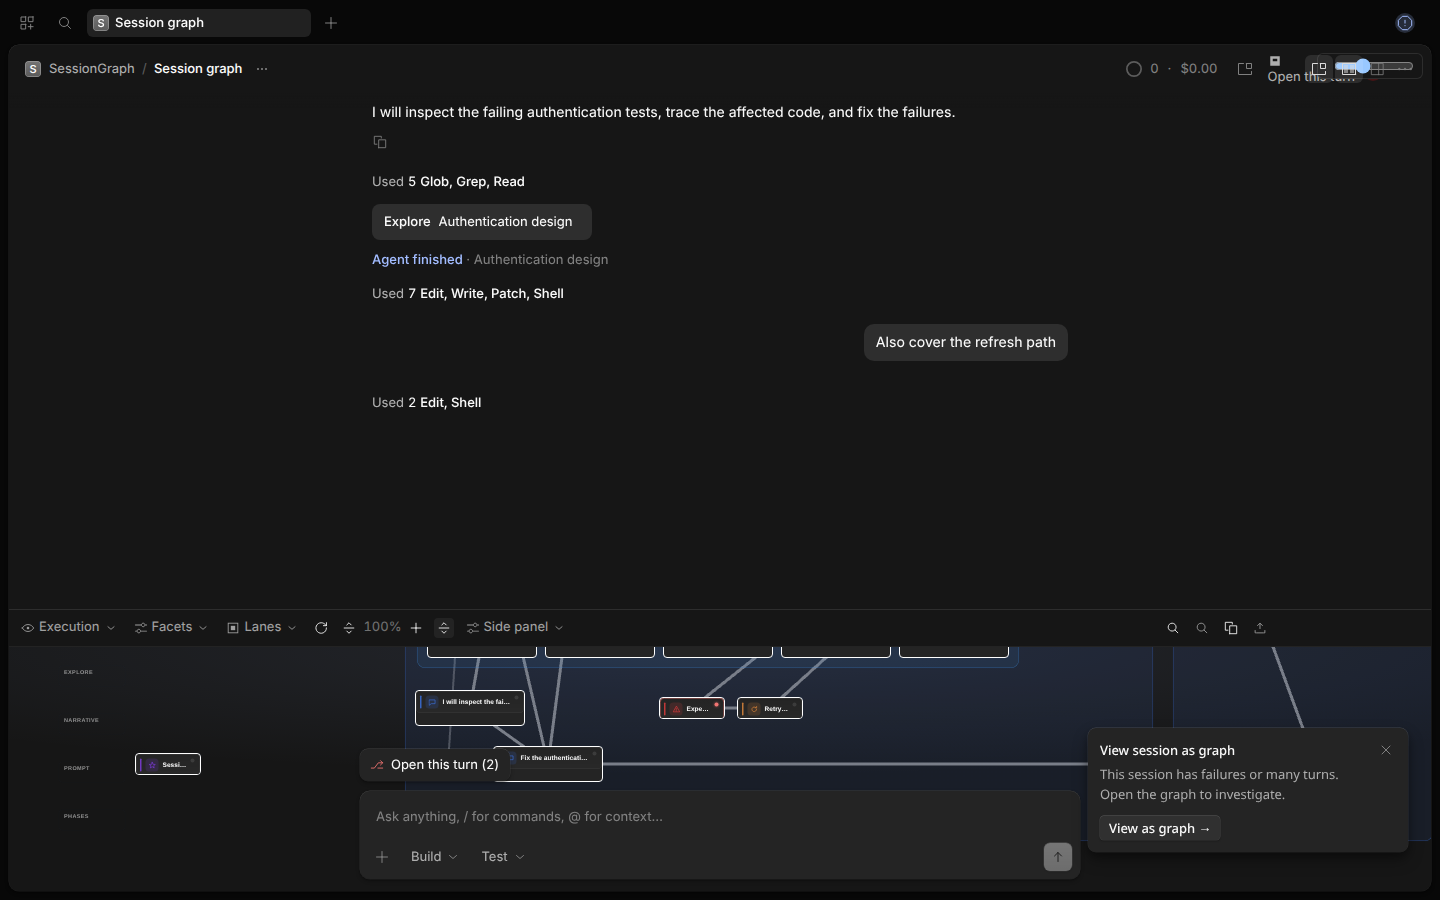 S Session graph
S SessionGraph / Session graph ...
0 · $0.00
Open this turn
I will inspect the failing authentication tests, trace the affected code, and fix the failures.
Used 5 Glob, Grep, Read
Explore Authentication design
Agent finished · Authentication design
Used 7 Edit, Write, Patch, Shell
Also cover the refresh path
Used 2 Edit, Shell
Execution Facets Lanes 100% Side panel
EXPLORE
I will inspect the fai...
Expe...
Retry...
NARRATIVE
Sessi...
PROMPT
Fix the authenticati...
Open this turn (2)
PHASES
View session as graph
This session has failures or many turns.
Open the graph to investigate.
View as graph →
Ask anything, / for commands, @ for context...
Build Test